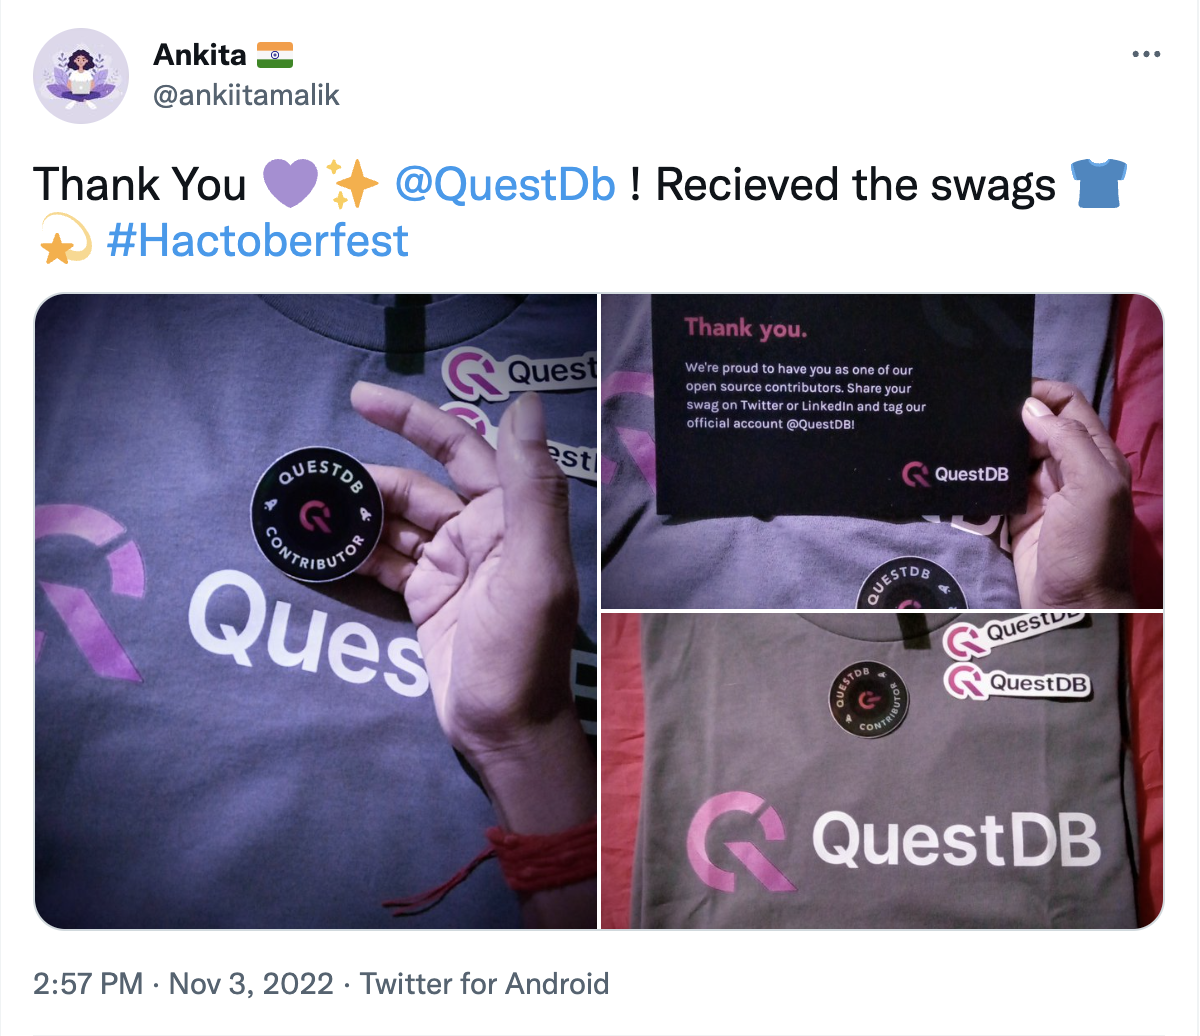 Ankita 🇮🇳
@ankiitamalik
Thank You 💜✨ @QuestDb ! Recieved the swags 👕
💫 #Hactoberfest
Quest
QUESTDB
CONTRIBUTOR
Ques
Thank you.
We're proud to have you as one of our
open source contributors. Share your
swag on Twitter or LinkedIn and tag our
official account @QuestDB!
QuestDB
QUESTDB
QuestDB
QuestDB
QUESTDB
CONTRIBUTOR
QuestDB
2:57 PM · Nov 3, 2022 · Twitter for Android